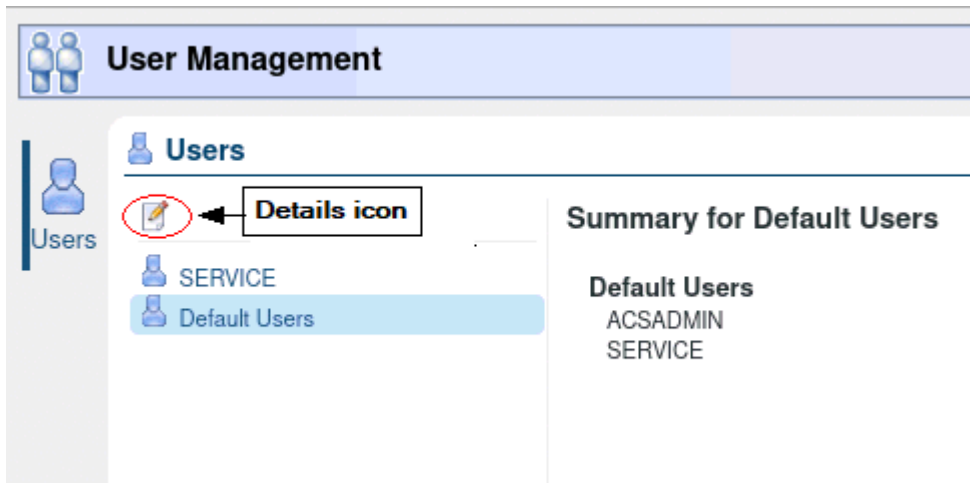 User Management
Users
Users
Details icon
SERVICE
Default Users
Summary for Default Users
Default Users
ACSADMIN
SERVICE